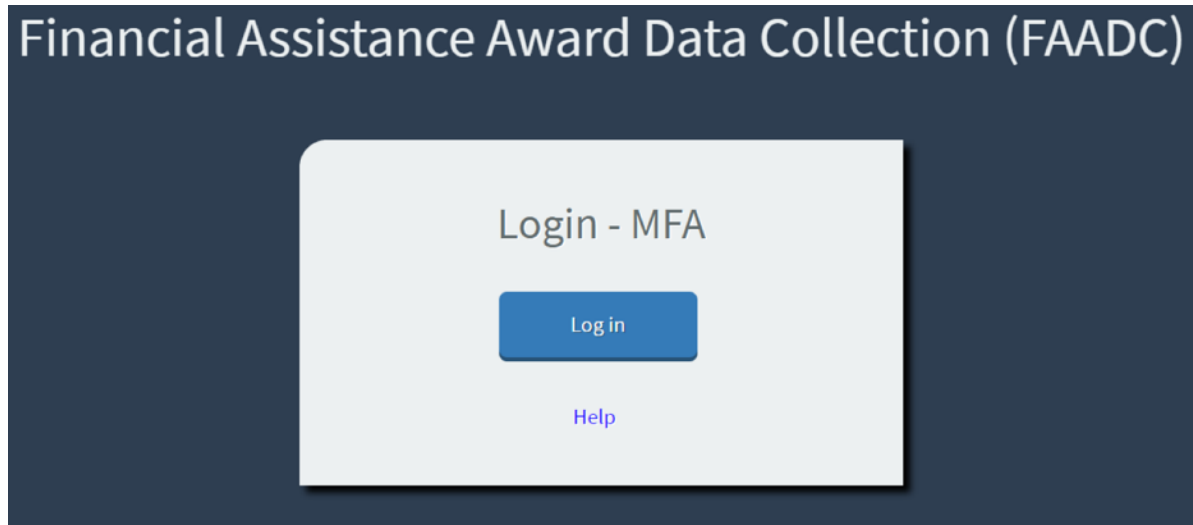 Financial Assistance Award Data Collection (FAADC)
Login - MFA
Log in
Help